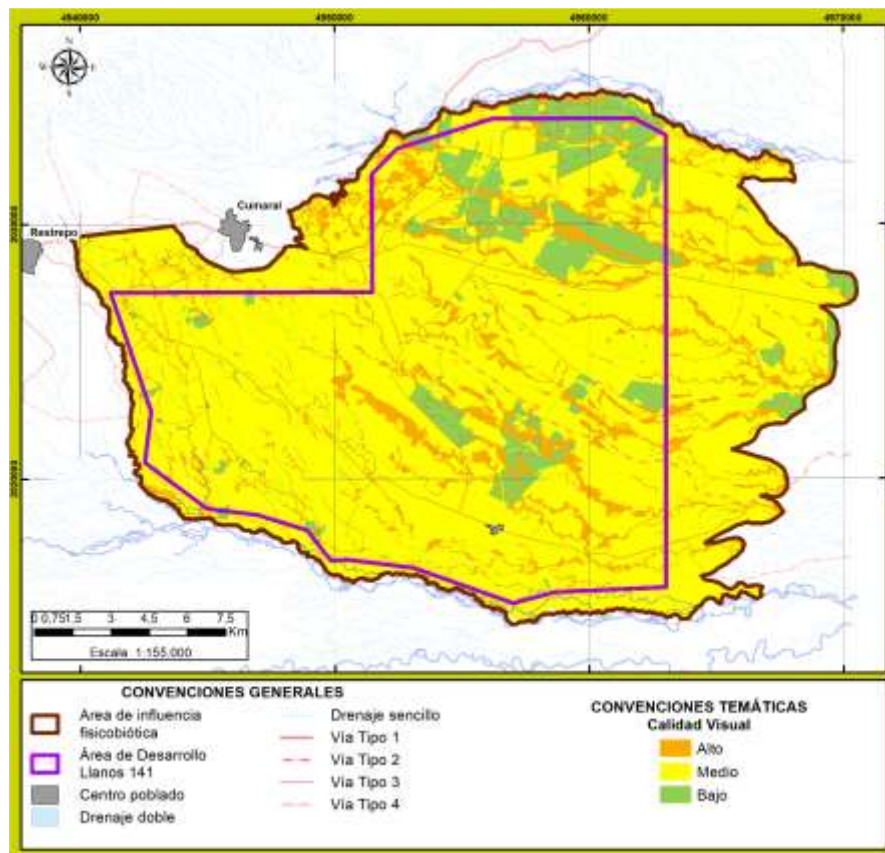 4940000 4950000 4960000 4970000
N
Cumaral
Restrepo
0 0,751,5 3 4,5 6 7,5
Km
Escala 1:155.000
CONVENCIONES GENERALES
Área de influencia
fisicobiótica
Área de Desarrollo
Llanos 141
Centro poblado
Drenaje doble
Drenaje sencillo
Vía Tipo 1
Vía Tipo 2
Vía Tipo 3
Vía Tipo 4
CONVENCIONES TEMÁTICAS
Calidad Visual
Alto
Medio
Bajo